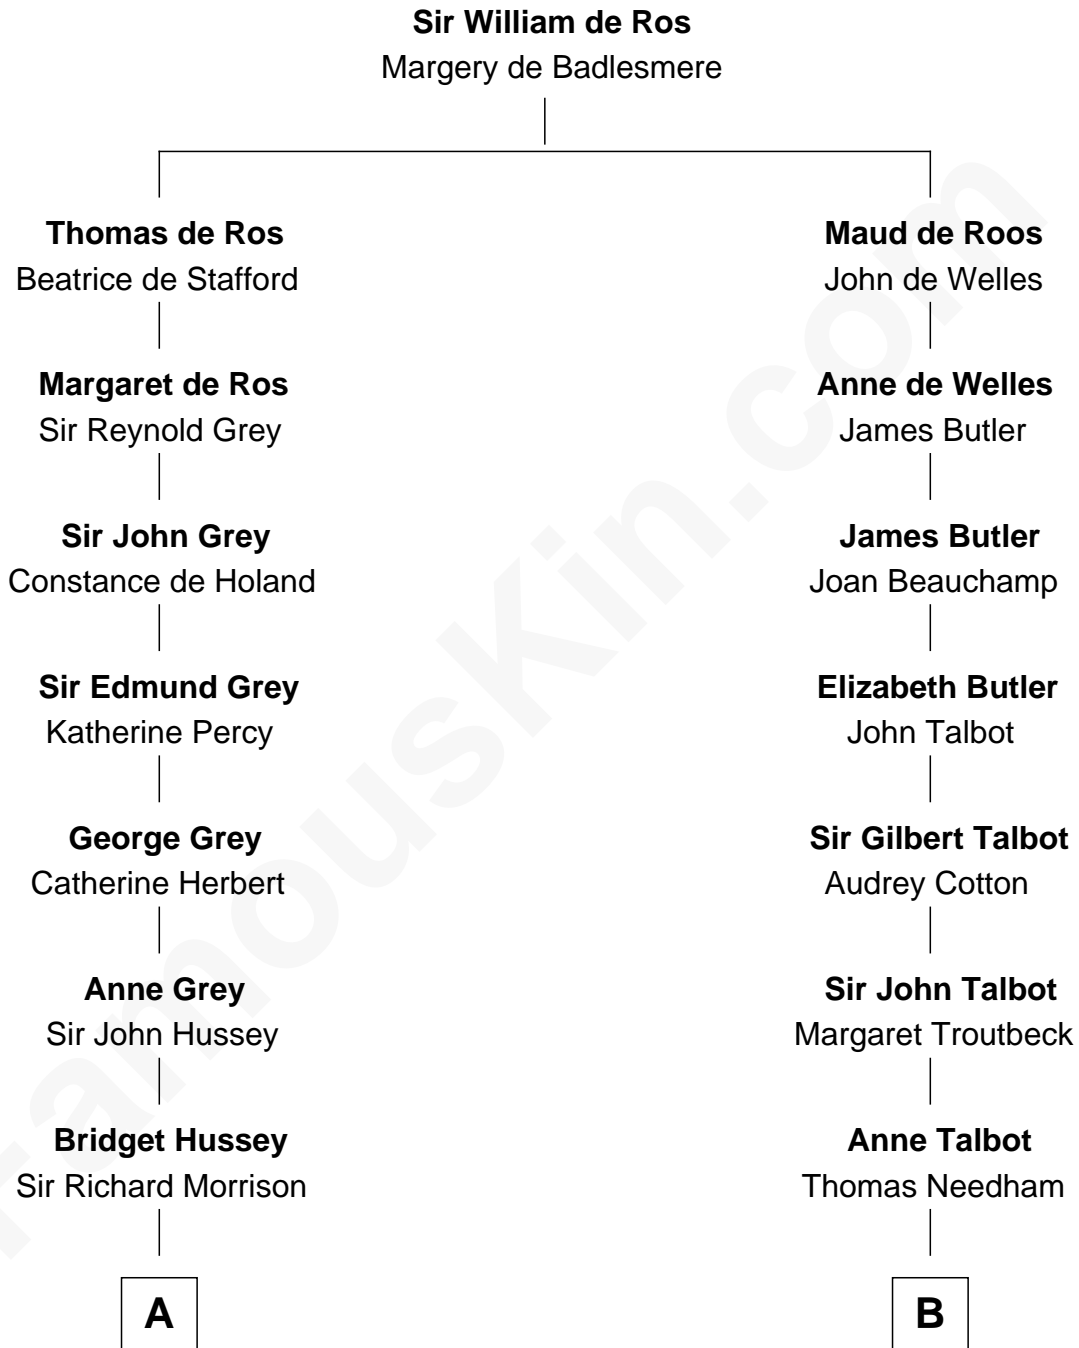 Sir William de Ros
Margery de Badlesmere
Thomas de Ros
Beatrice de Stafford
Margaret de Ros
Sir Reynold Grey
Sir John Grey
Constance de Holand
Sir Edmund Grey
Katherine Percy
George Grey
Catherine Herbert
Anne Grey
Sir John Hussey
Bridget Hussey
Sir Richard Morrison
A
Maud de Roos
John de Welles
Anne de Welles
James Butler
James Butler
Joan Beauchamp
Elizabeth Butler
John Talbot
Sir Gilbert Talbot
Audrey Cotton
Sir John Talbot
Margaret Troutbeck
Anne Talbot
Thomas Needham
B
FamousKin.com